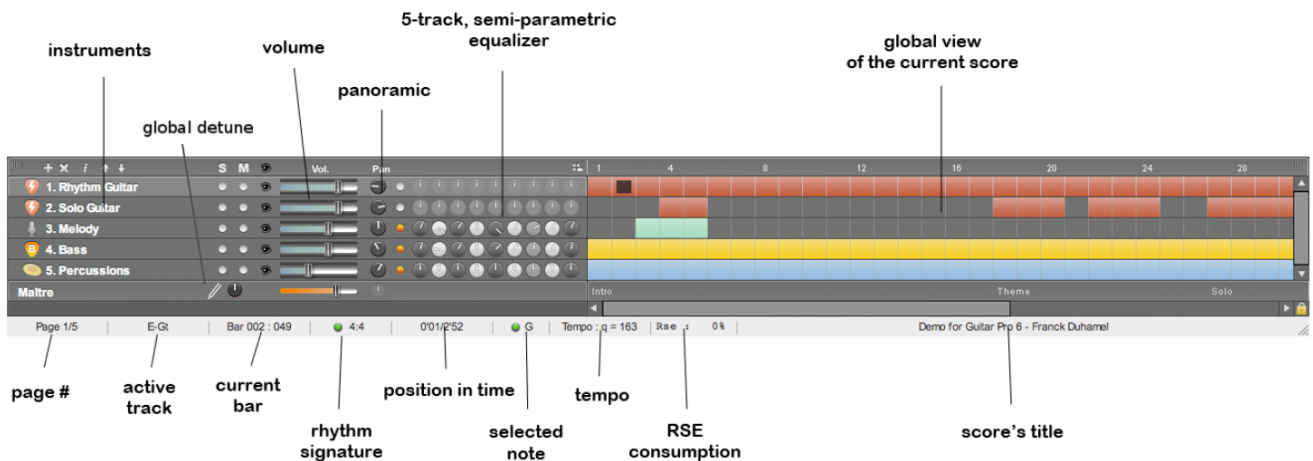 5-track, semi-parametric
equalizer
instruments
volume
global view
of the current score
panoramic
global detune
S M Vol. Pan 1 4 8 12 16 20 24 28
1. Rhythm Guitar
2. Solo Guitar
3. Melody
B 4. Bass
5. Percussions
Maître Intro Theme Solo
Page 1/5 E-Gt Bar 002 : 049 4:4 0'01/2'52 G Tempo : q = 163 Rse : 0% Demo for Guitar Pro 6 - Franck Duhamel
page #
active
track
current
bar
position in time
tempo
rhythm
signature
selected
note
RSE
consumption
score's title